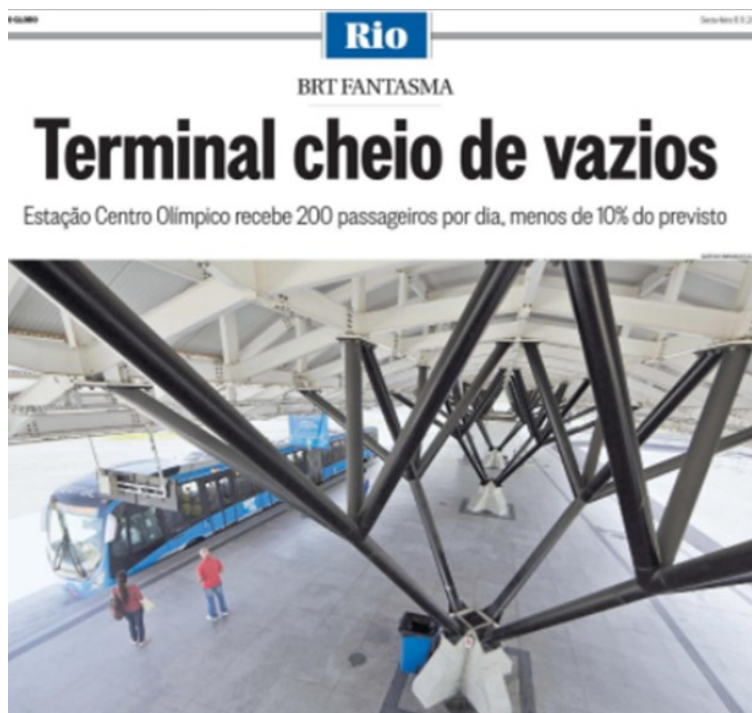 O GLOBO
Rio
BRT FANTASMA
Terminal cheio de vazios
Estação Centro Olímpico recebe 200 passageiros por dia, menos de 10% do previsto